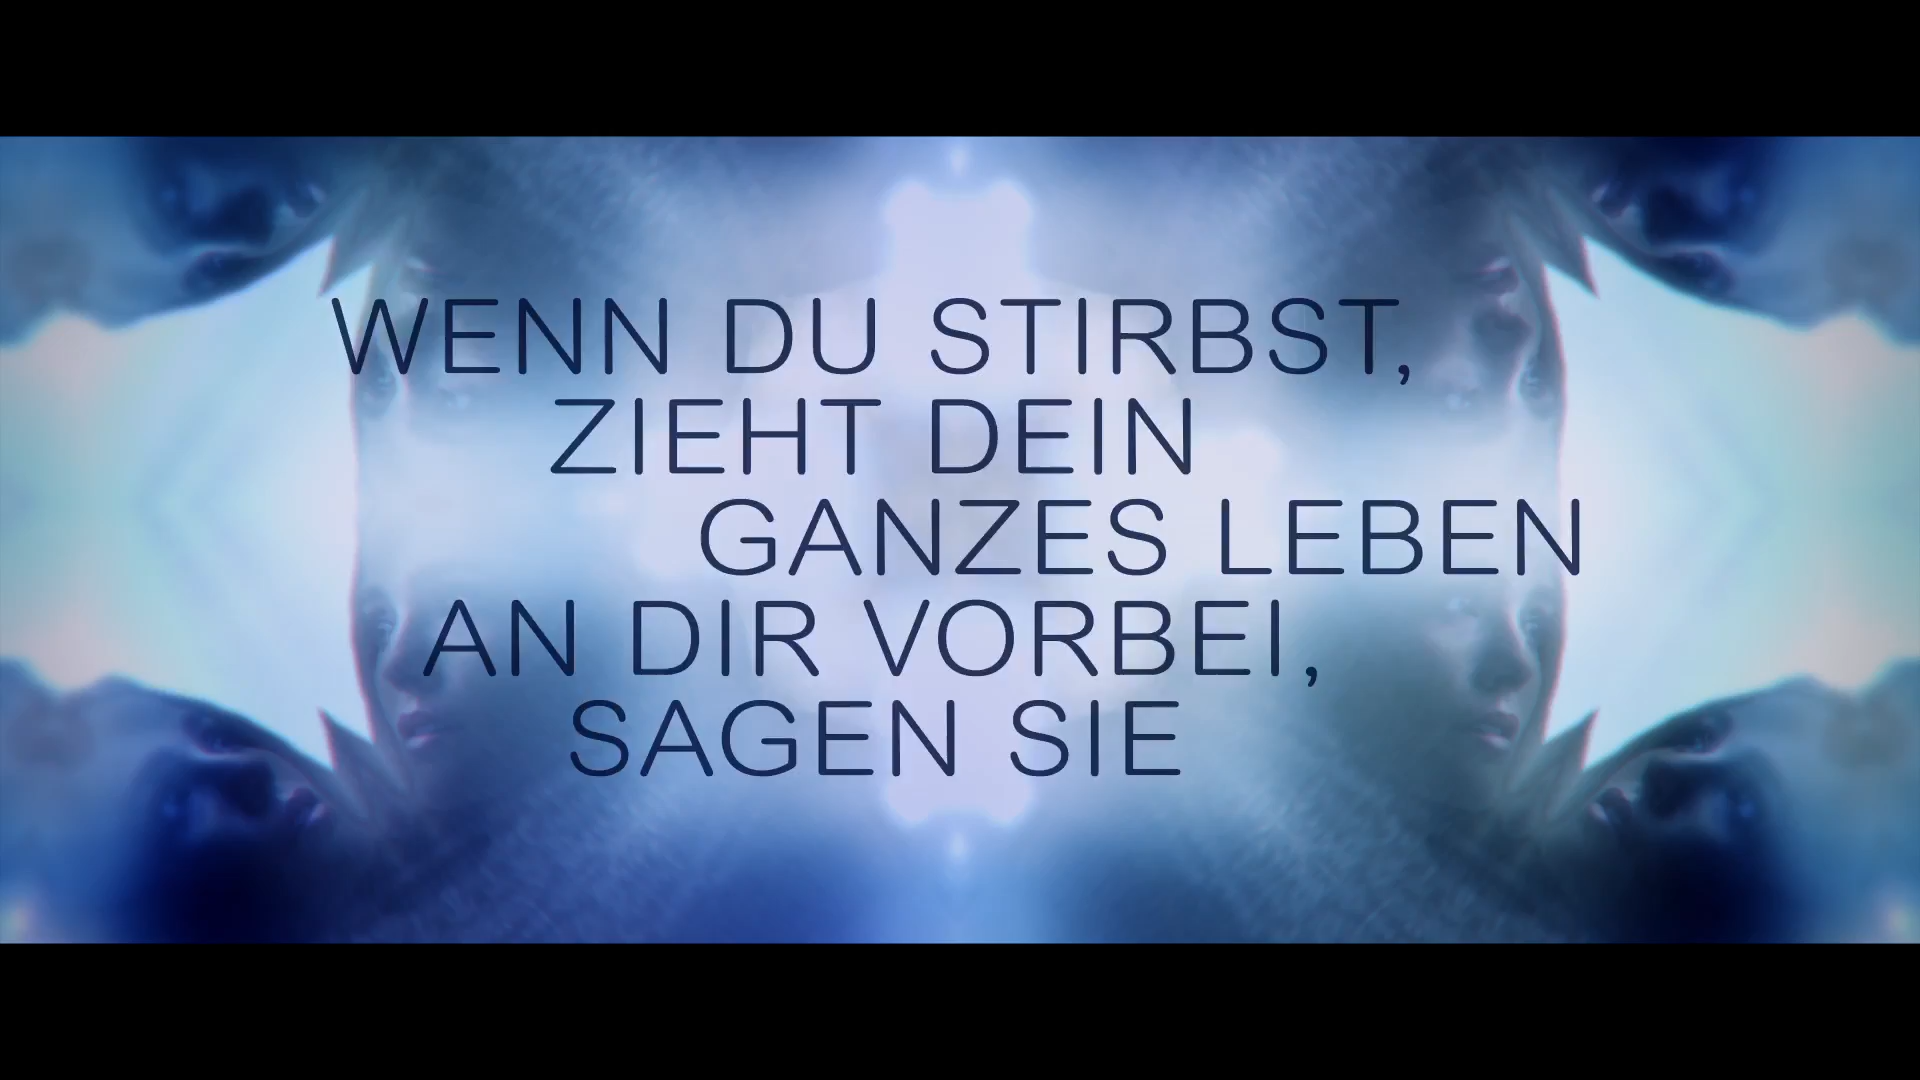 WENN DU STIRBST,
ZIEHT DEIN
GANZES LEBEN
AN DIR VORBEI,
SAGEN SIE